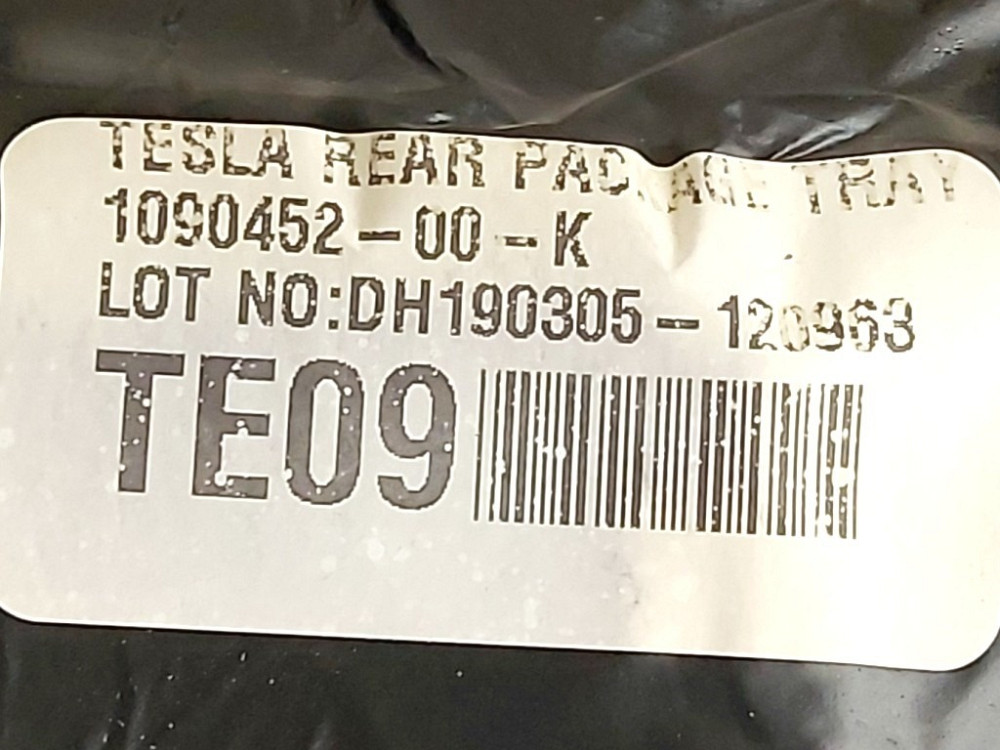 TESLA REAR PACKAGE TRAY
1090452-00-K
LOT NO:DH190305-120963
TE09